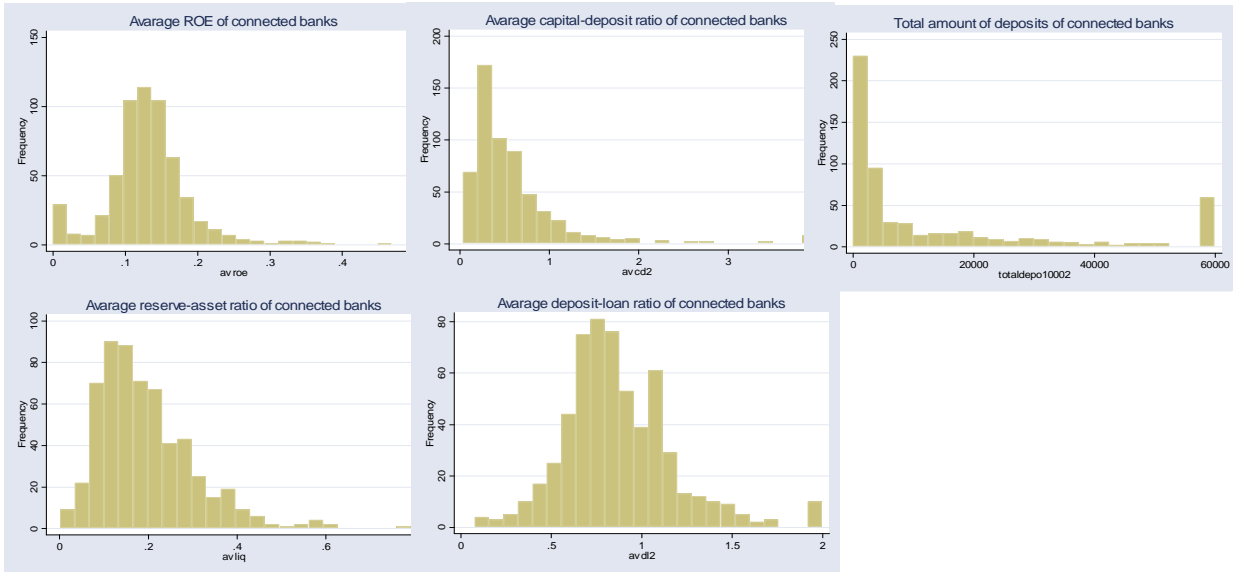 Avarage ROE of connected banks
150
100
50
0
Frequency
0 .1 .2 .3 .4
avroe
Avarage capital-deposit ratio of connected banks
200
150
100
50
0
Frequency
0 1 2 3
avcd2
Total amount of deposits of connected banks
250
200
150
100
50
0
Frequency
0 20000 40000 60000
totaldepo10002
Avarage reserve-asset ratio of connected banks
100
80
60
40
20
0
Frequency
0 .2 .4 .6
avliq
Avarage deposit-loan ratio of connected banks
80
60
40
20
0
Frequency
0 .5 1 1.5 2
avdl2